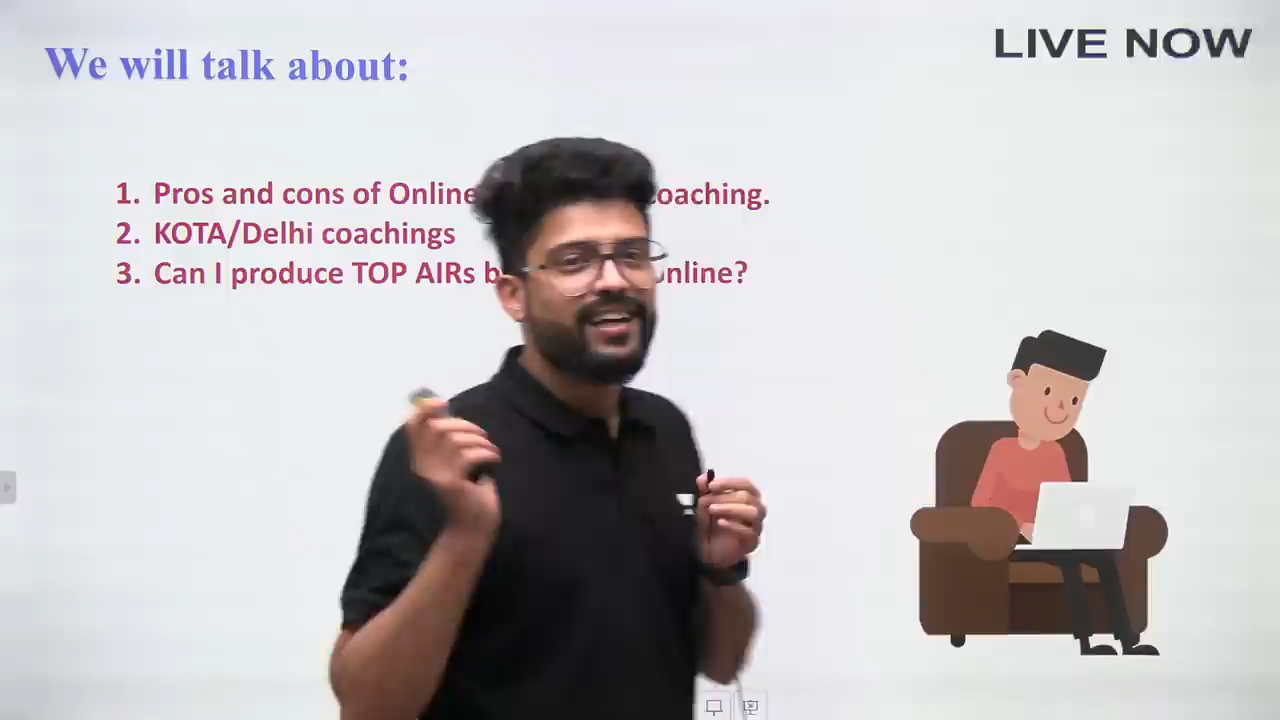 We will talk about:
LIVE NOW
1. Pros and cons of Online coaching.
2. KOTA/Delhi coachings
3. Can I produce TOP AIRs online?